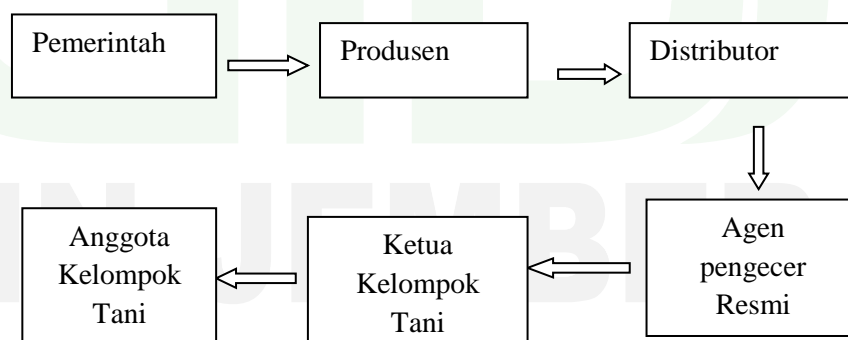 Pemerintah
Produsen
Distributor
Agen
pengecer
Resmi
Ketua
Kelompok
Tani
Anggota
Kelompok
Tani